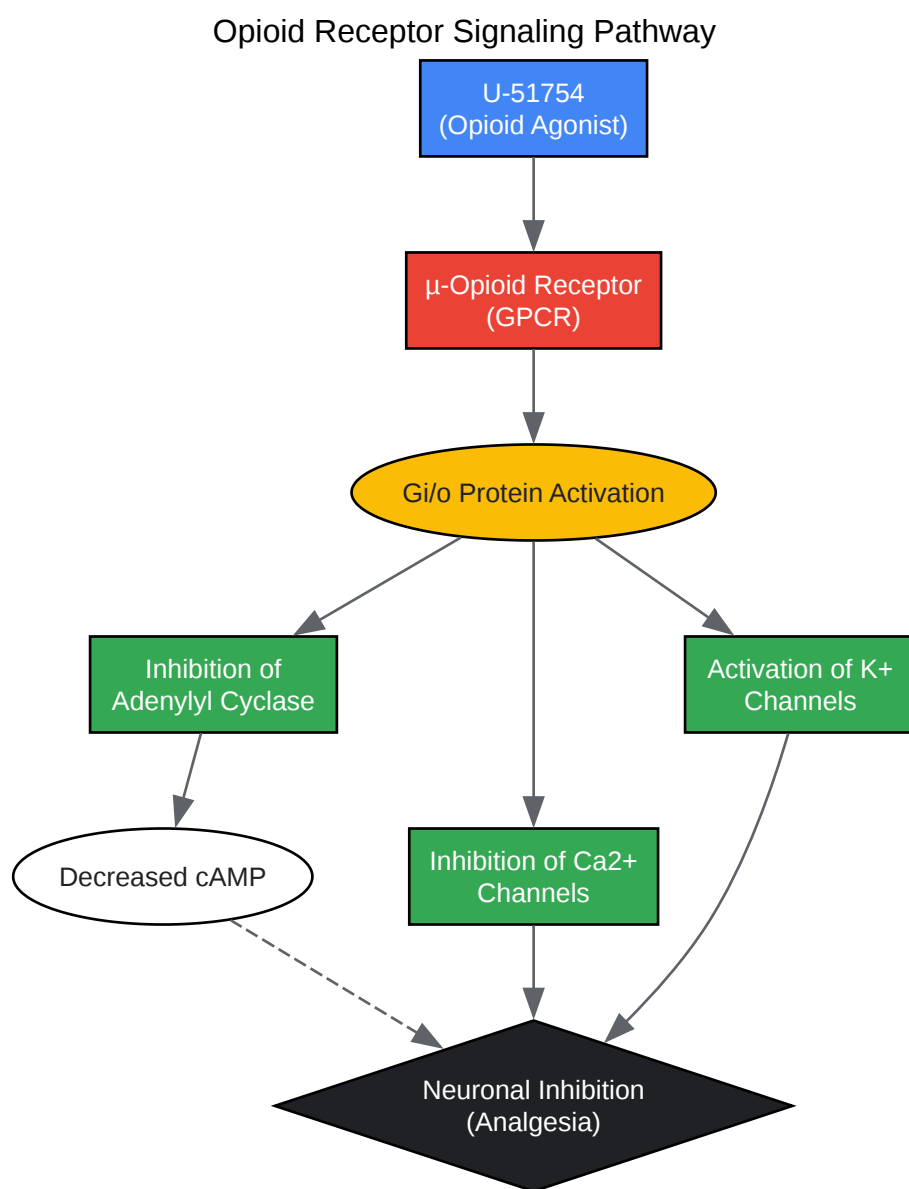 Opioid Receptor Signaling Pathway
U-51754
(Opioid Agonist)
µ-Opioid Receptor
(GPCR)
Gi/o Protein Activation
Inhibition of
Adenylyl Cyclase
Activation of K+
Channels
Decreased cAMP
Inhibition of Ca2+
Channels
Neuronal Inhibition
(Analgesia)